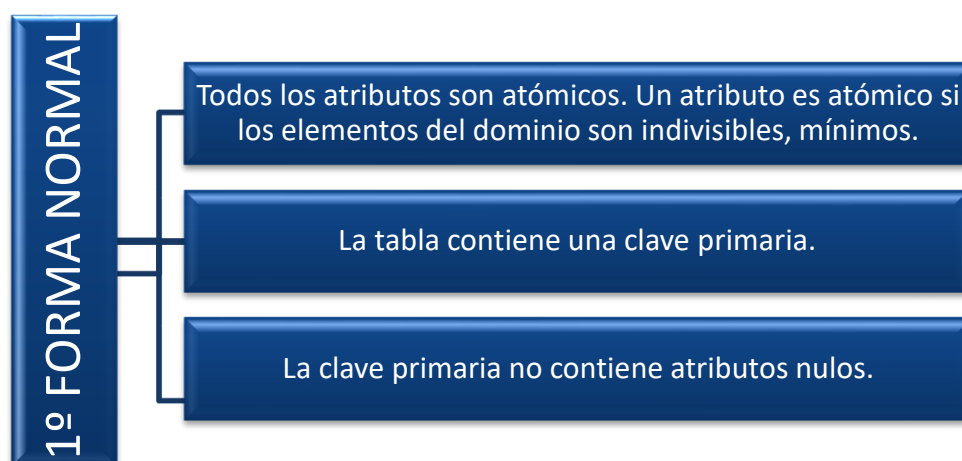 1º FORMA NORMAL
Todos los atributos son atómicos. Un atributo es atómico si
los elementos del dominio son indivisibles, mínimos.
La tabla contiene una clave primaria.
La clave primaria no contiene atributos nulos.